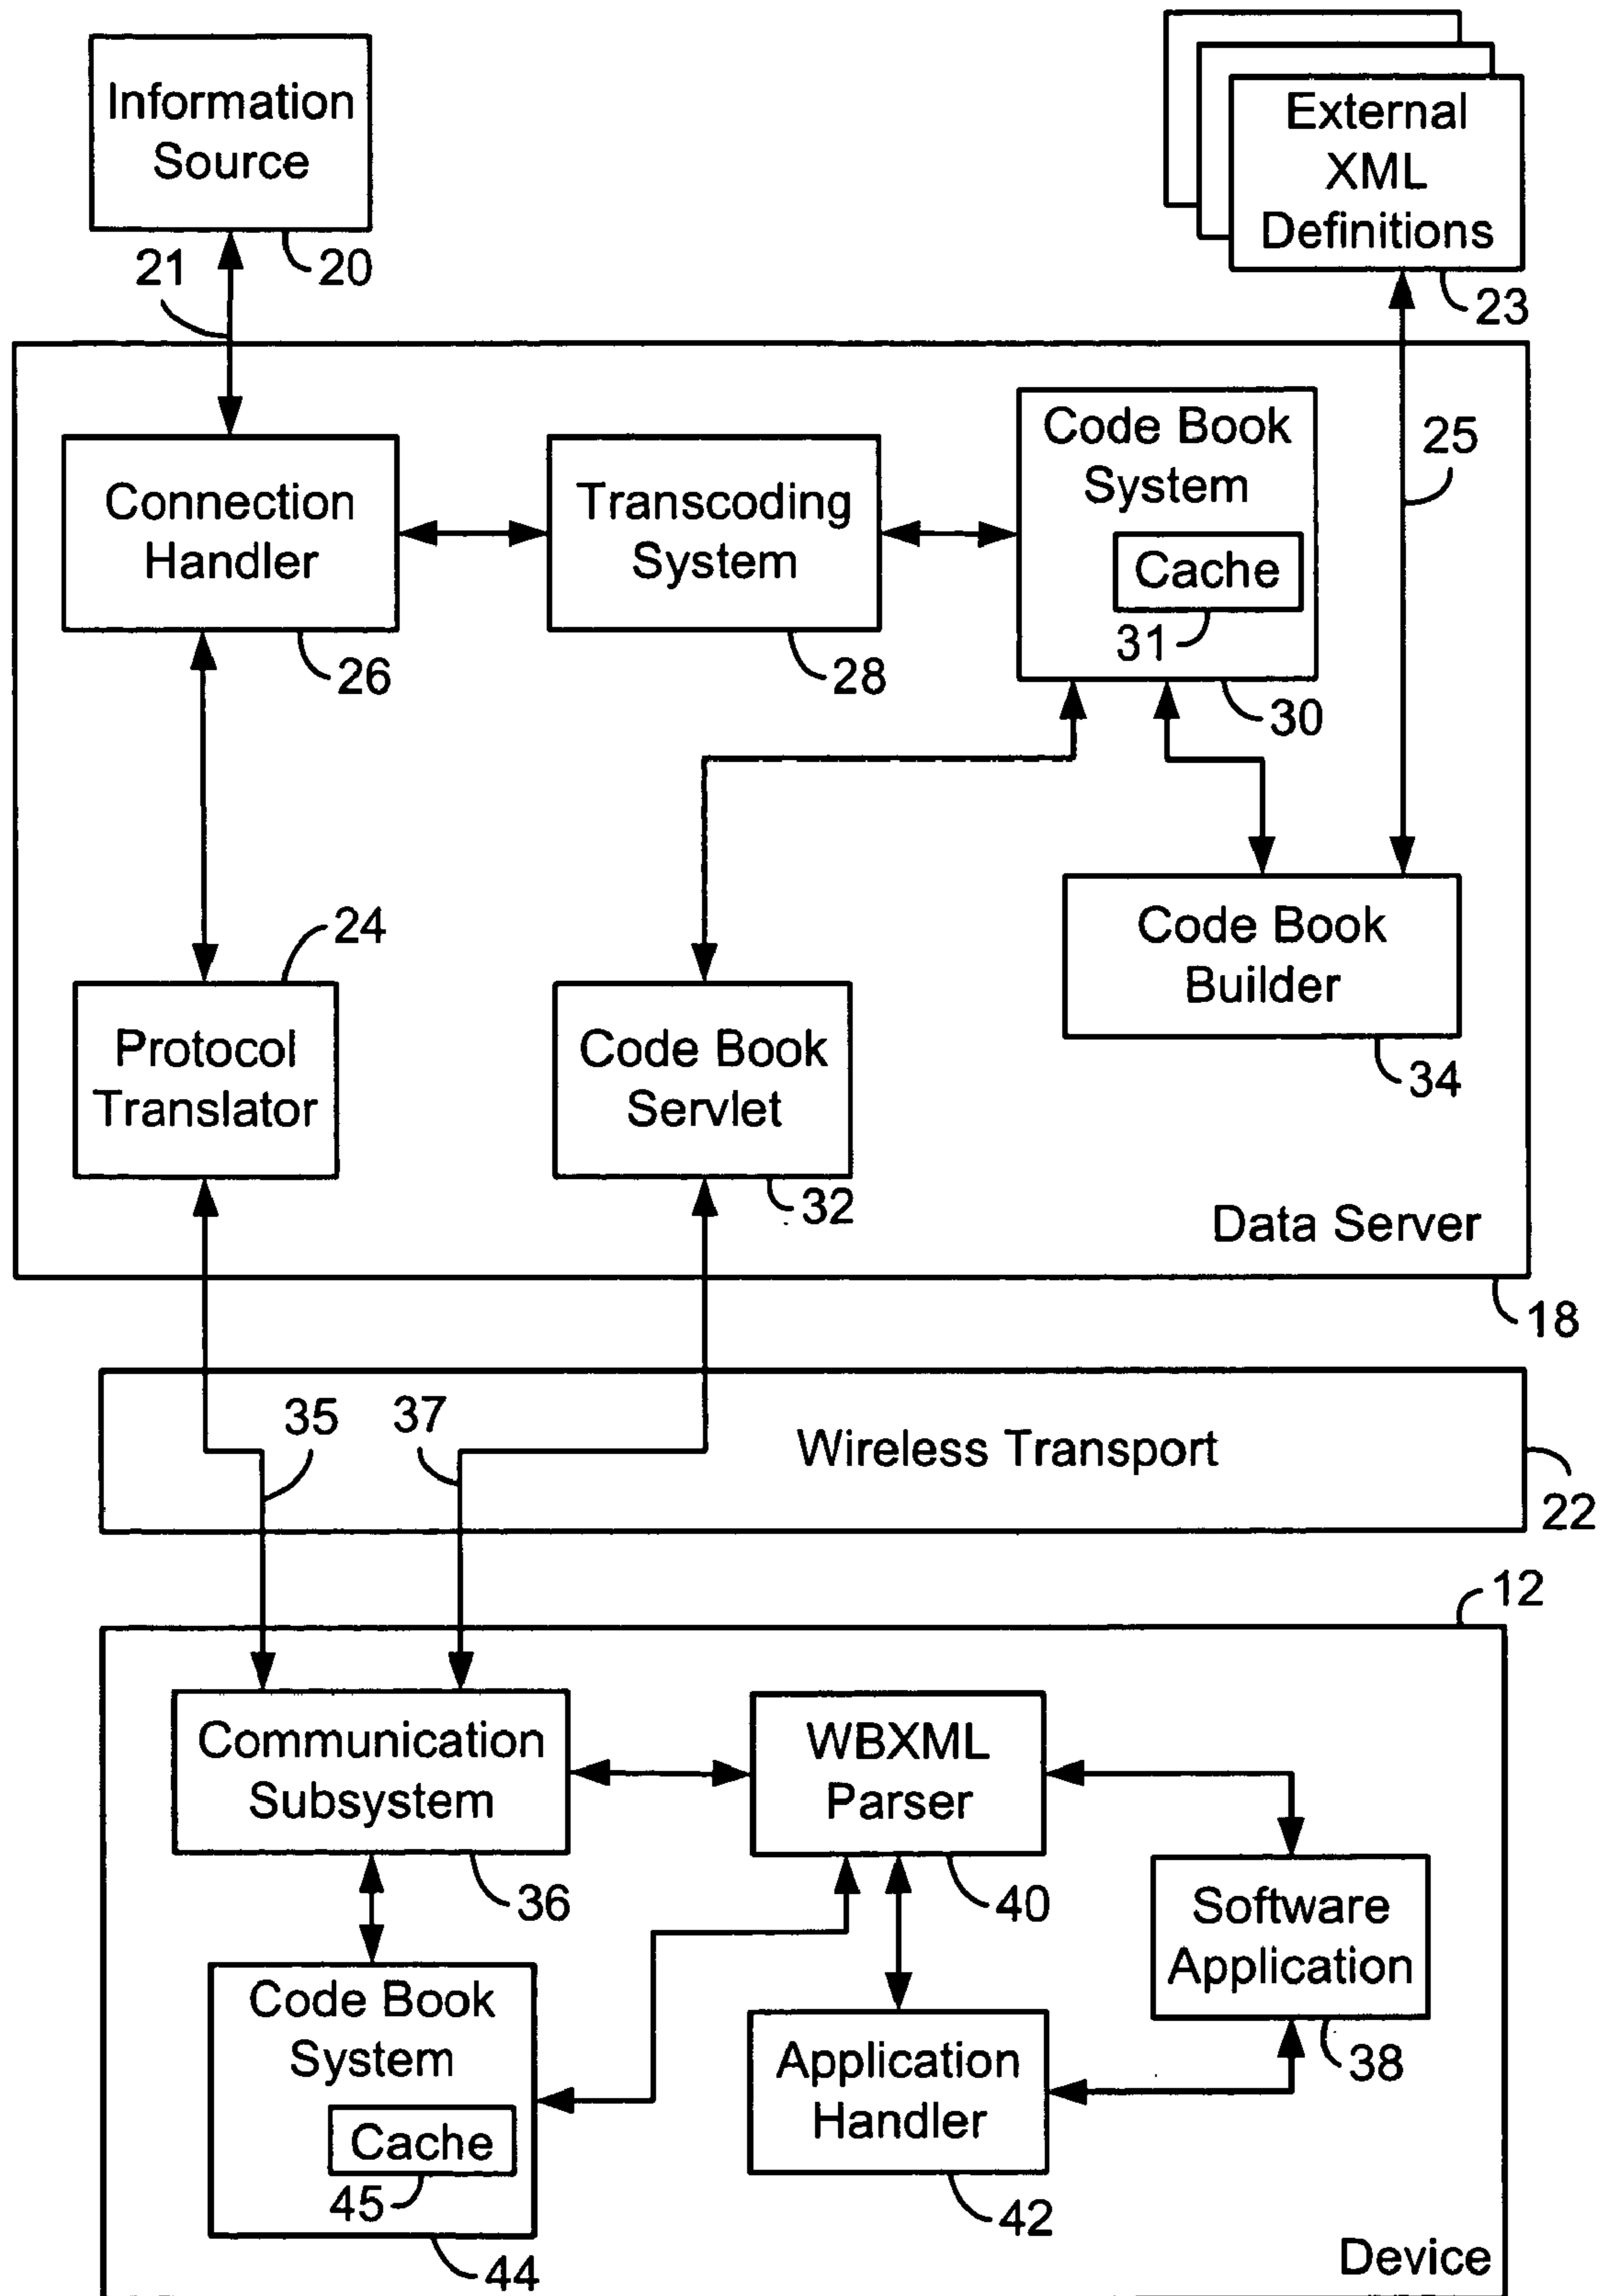 Information
Source
20
21
External
XML
Definitions
23
25
Connection
Handler
26
Transcoding
System
28
Code Book
System
Cache
31
30
24
Protocol
Translator
Code Book
Servlet
32
Code Book
Builder
34
Data Server
18
35
37
Wireless Transport
22
12
Communication
Subsystem
36
WBXML
Parser
40
Software
Application
38
Code Book
System
Cache
45
44
Application
Handler
42
Device